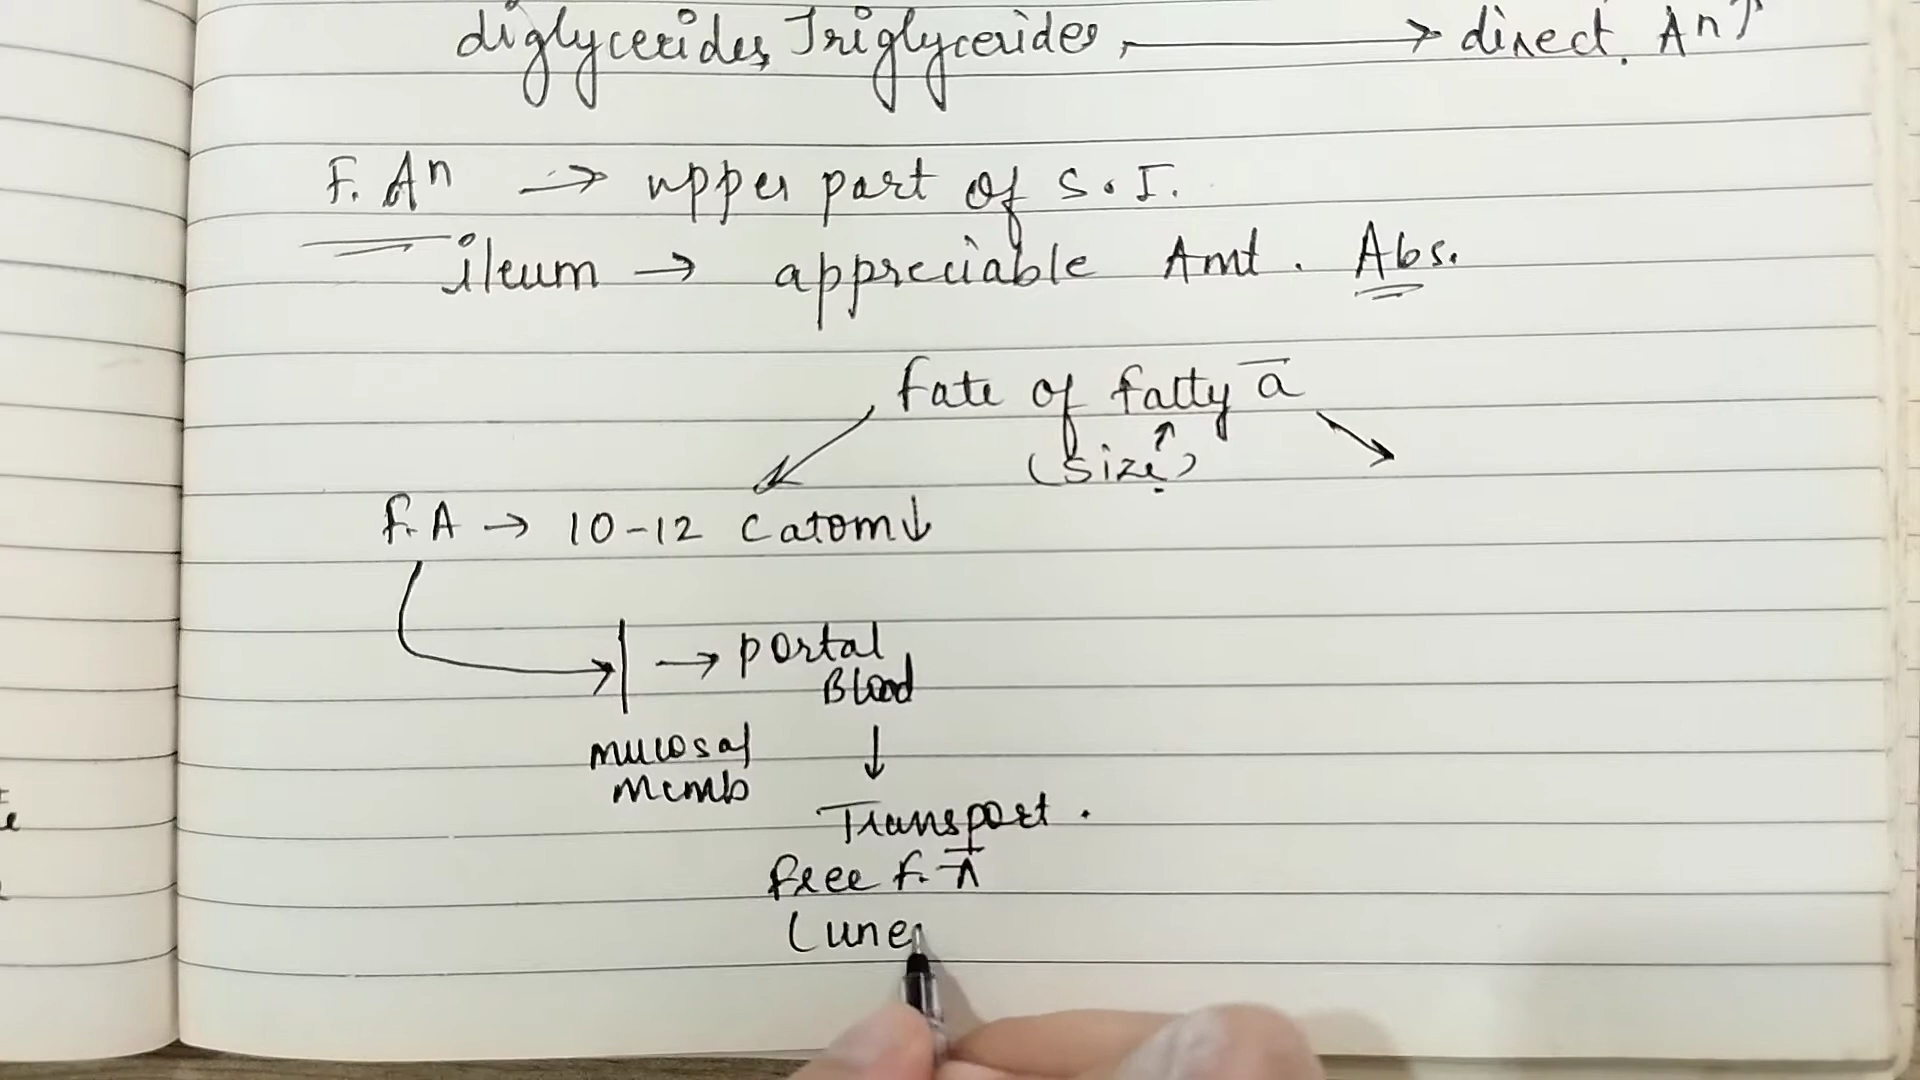 diglycerides, Triglycerides, → direct. An↑
F. Aⁿ → upper part of S.I.
ileum → appreciable Amt. Abs.
Fate of fatty a̅
(size)
F.A → 10-12 C atom↓
→ portal
Blood
mucosal
memb
↓
Transport.
free F.A̅
(une